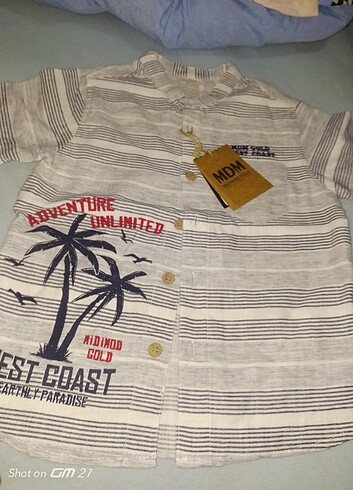 MDM GOLD
EST COAST
MDM
ADVENTURE
UNLIMITED
MIDIMOD
GOLD
EST COAST
EARTHLY PARADISE
Shot on GM 21